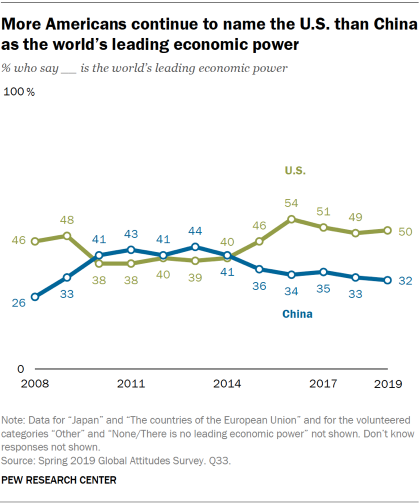 More Americans continue to name the U.S. than China
as the world's leading economic power
% who say __ is the world's leading economic power
100 %
U.S.
46 48 38 38 40 39 40 46 54 51 49 50
26 33 41 43 41 44 41 36 34 35 33 32
China
0
2008 2011 2014 2017 2019
Note: Data for "Japan" and "The countries of the European Union" and for the volunteered
categories "Other" and "None/There is no leading economic power" not shown. Don't know
responses not shown.
Source: Spring 2019 Global Attitudes Survey. Q33.
PEW RESEARCH CENTER